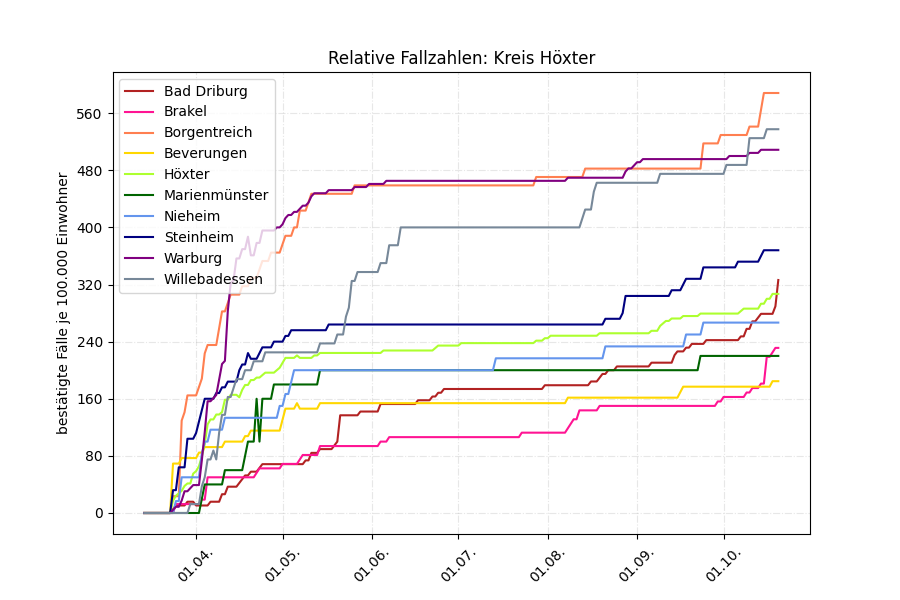 Relative Fallzahlen: Kreis Höxter
bestätigte Fälle je 100.000 Einwohner
560
480
400
320
240
160
80
0
Bad Driburg
Brakel
Borgentreich
Beverungen
Höxter
Marienmünster
Nieheim
Steinheim
Warburg
Willebadessen
01.04.
01.05.
01.06.
01.07.
01.08.
01.09.
01.10.